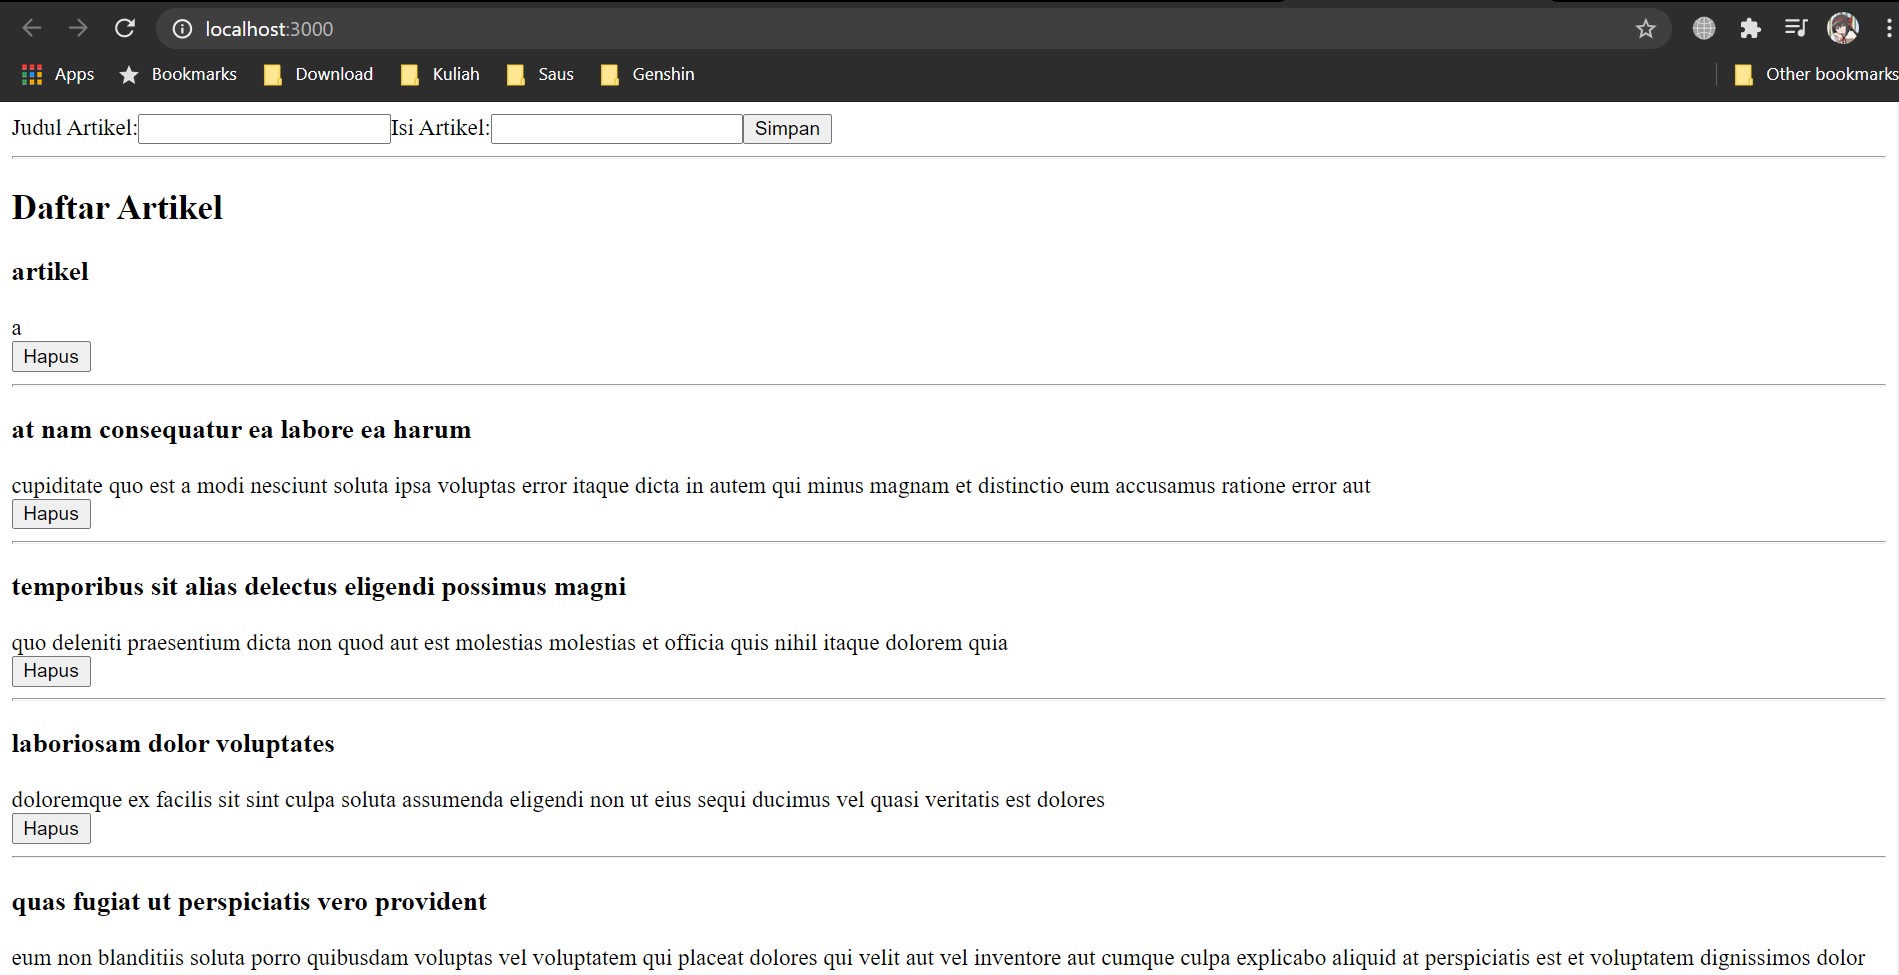 localhost:3000
Apps Bookmarks Download Kuliah Saus Genshin Other bookmarks
Judul Artikel: Isi Artikel: Simpan
Daftar Artikel
artikel
a
Hapus
at nam consequatur ea labore ea harum
cupiditate quo est a modi nesciunt soluta ipsa voluptas error itaque dicta in autem qui minus magnam et distinctio eum accusamus ratione error aut
Hapus
temporibus sit alias delectus eligendi possimus magni
quo deleniti praesentium dicta non quod aut est molestias molestias et officia quis nihil itaque dolorem quia
Hapus
laboriosam dolor voluptates
doloremque ex facilis sit sint culpa soluta assumenda eligendi non ut eius sequi ducimus vel quasi veritatis est dolores
Hapus
quas fugiat ut perspiciatis vero provident
eum non blanditiis soluta porro quibusdam voluptas vel voluptatem qui placeat dolores qui velit aut vel inventore aut cumque culpa explicabo aliquid at perspiciatis est et voluptatem dignissimos dolor